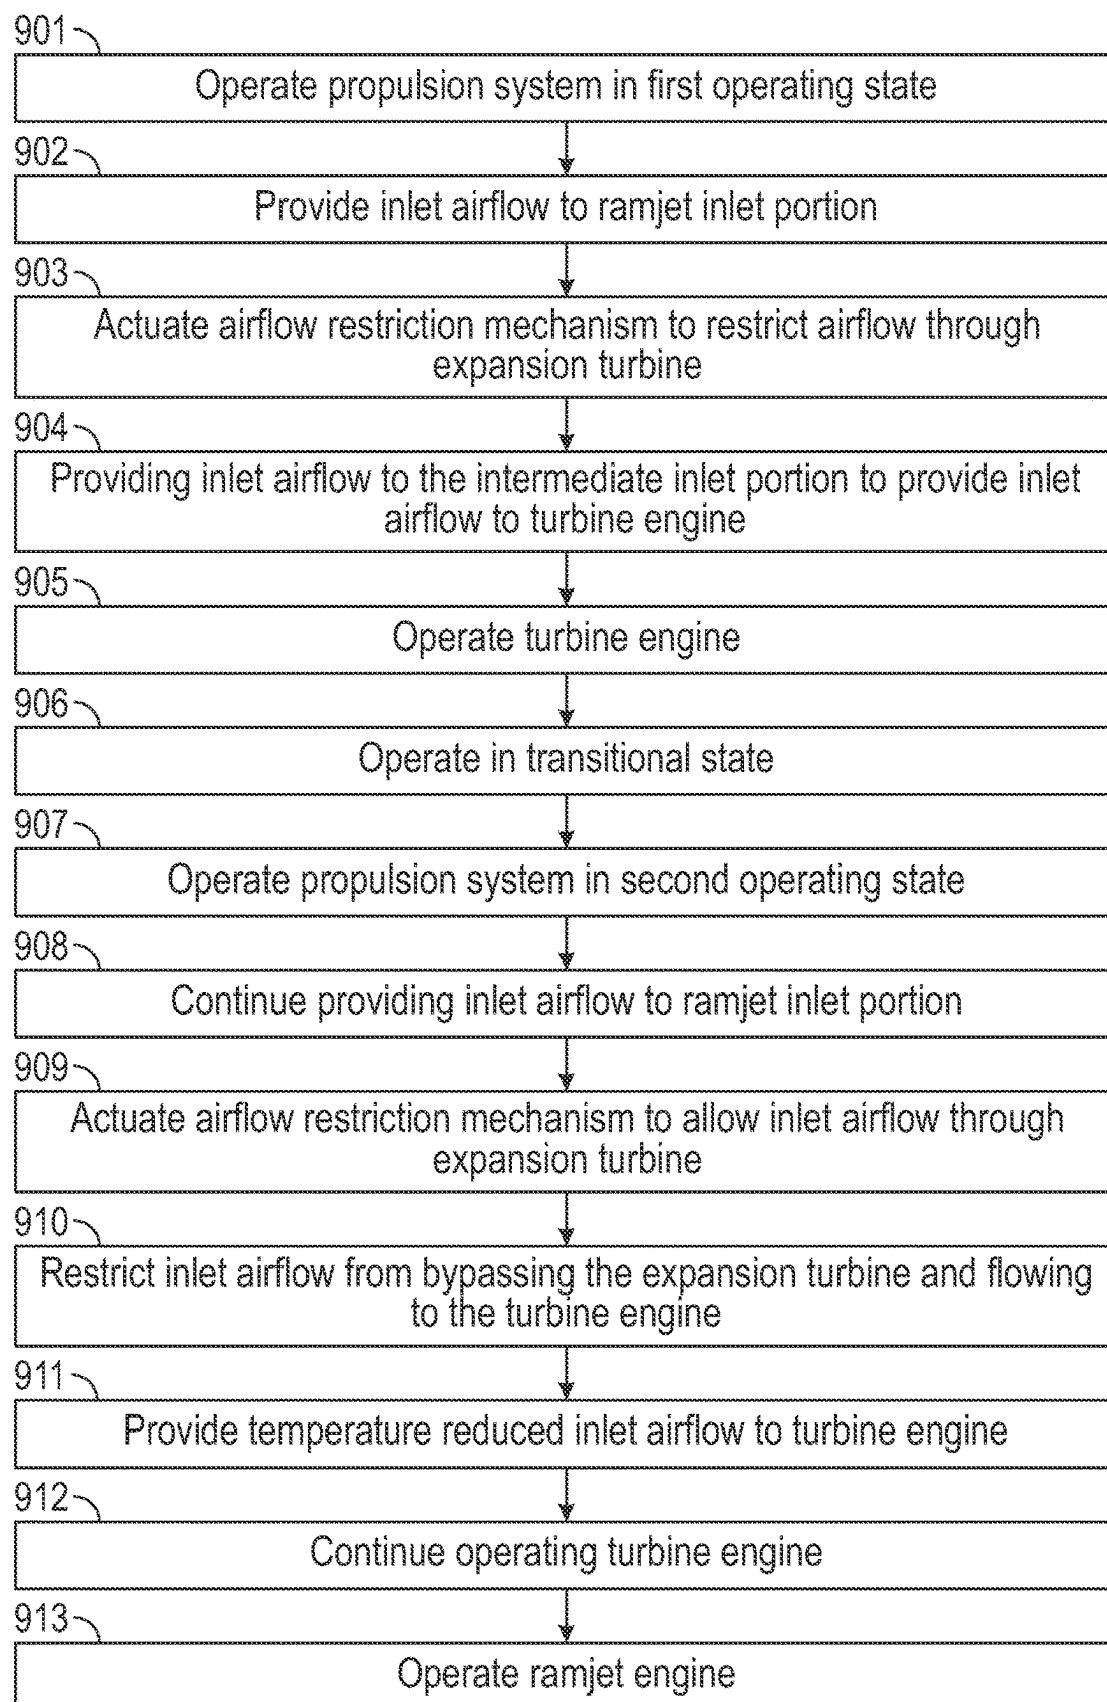 901
Operate propulsion system in first operating state
902
Provide inlet airflow to ramjet inlet portion
903
Actuate airflow restriction mechanism to restrict airflow through
expansion turbine
904
Providing inlet airflow to the intermediate inlet portion to provide inlet
airflow to turbine engine
905
Operate turbine engine
906
Operate in transitional state
907
Operate propulsion system in second operating state
908
Continue providing inlet airflow to ramjet inlet portion
909
Actuate airflow restriction mechanism to allow inlet airflow through
expansion turbine
910
Restrict inlet airflow from bypassing the expansion turbine and flowing
to the turbine engine
911
Provide temperature reduced inlet airflow to turbine engine
912
Continue operating turbine engine
913
Operate ramjet engine